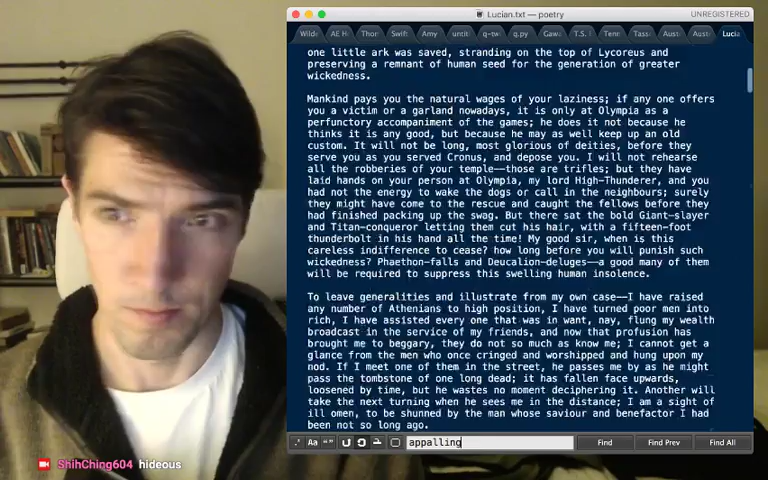 Lucian.txt — poetry
UNREGISTERED
AE H
Thor
Swift
Amy
untit
q-tw
q.py
Gaw
T.S.
Tenn
Tass
Aust
Aust
Lucia
one little ark was saved, stranding on the top of Lycoreus and
preserving a remnant of human seed for the generation of greater
wickedness.
Mankind pays you the natural wages of your laziness; if any one offers
you a victim or a garland nowadays, it is only at Olympia as a
perfunctory accompaniment of the games; he does it not because he
thinks it is any good, but because he may as well keep up an old
custom. It will not be long, most glorious of deities, before they
serve you as you served Cronus, and depose you. I will not rehearse
all the robberies of your temple--those are trifles; but they have
laid hands on your person at Olympia, my lord High-Thunderer, and you
had not the energy to wake the dogs or call in the neighbours; surely
they might have come to the rescue and caught the fellows before they
had finished packing up the swag. But there sat the bold Giant-slayer
and Titan-conqueror letting them cut his hair, with a fifteen-foot
thunderbolt in his hand all the time! My good sir, when is this
careless indifference to cease? how long before you will punish such
wickedness? Phaethon-falls and Deucalion-deluges--a good many of them
will be required to suppress this swelling human insolence.
To leave generalities and illustrate from my own case--I have raised
any number of Athenians to high position, I have turned poor men into
rich, I have assisted every one that was in want, nay, flung my wealth
broadcast in the service of my friends, and now that profusion has
brought me to beggary, they do not so much as know me; I cannot get a
glance from the men who once cringed and worshipped and hung upon my
nod. If I meet one of them in the street, he passes me by as he might
pass the tombstone of one long dead; it has fallen face upwards,
loosened by time, but he wastes no moment deciphering it. Another will
take the next turning when he sees me in the distance; I am a sight of
ill omen, to be shunned by the man whose saviour and benefactor I had
been not so long ago.
.* Aa “” appalling Find Find Prev Find All
ShihChing604 hideous